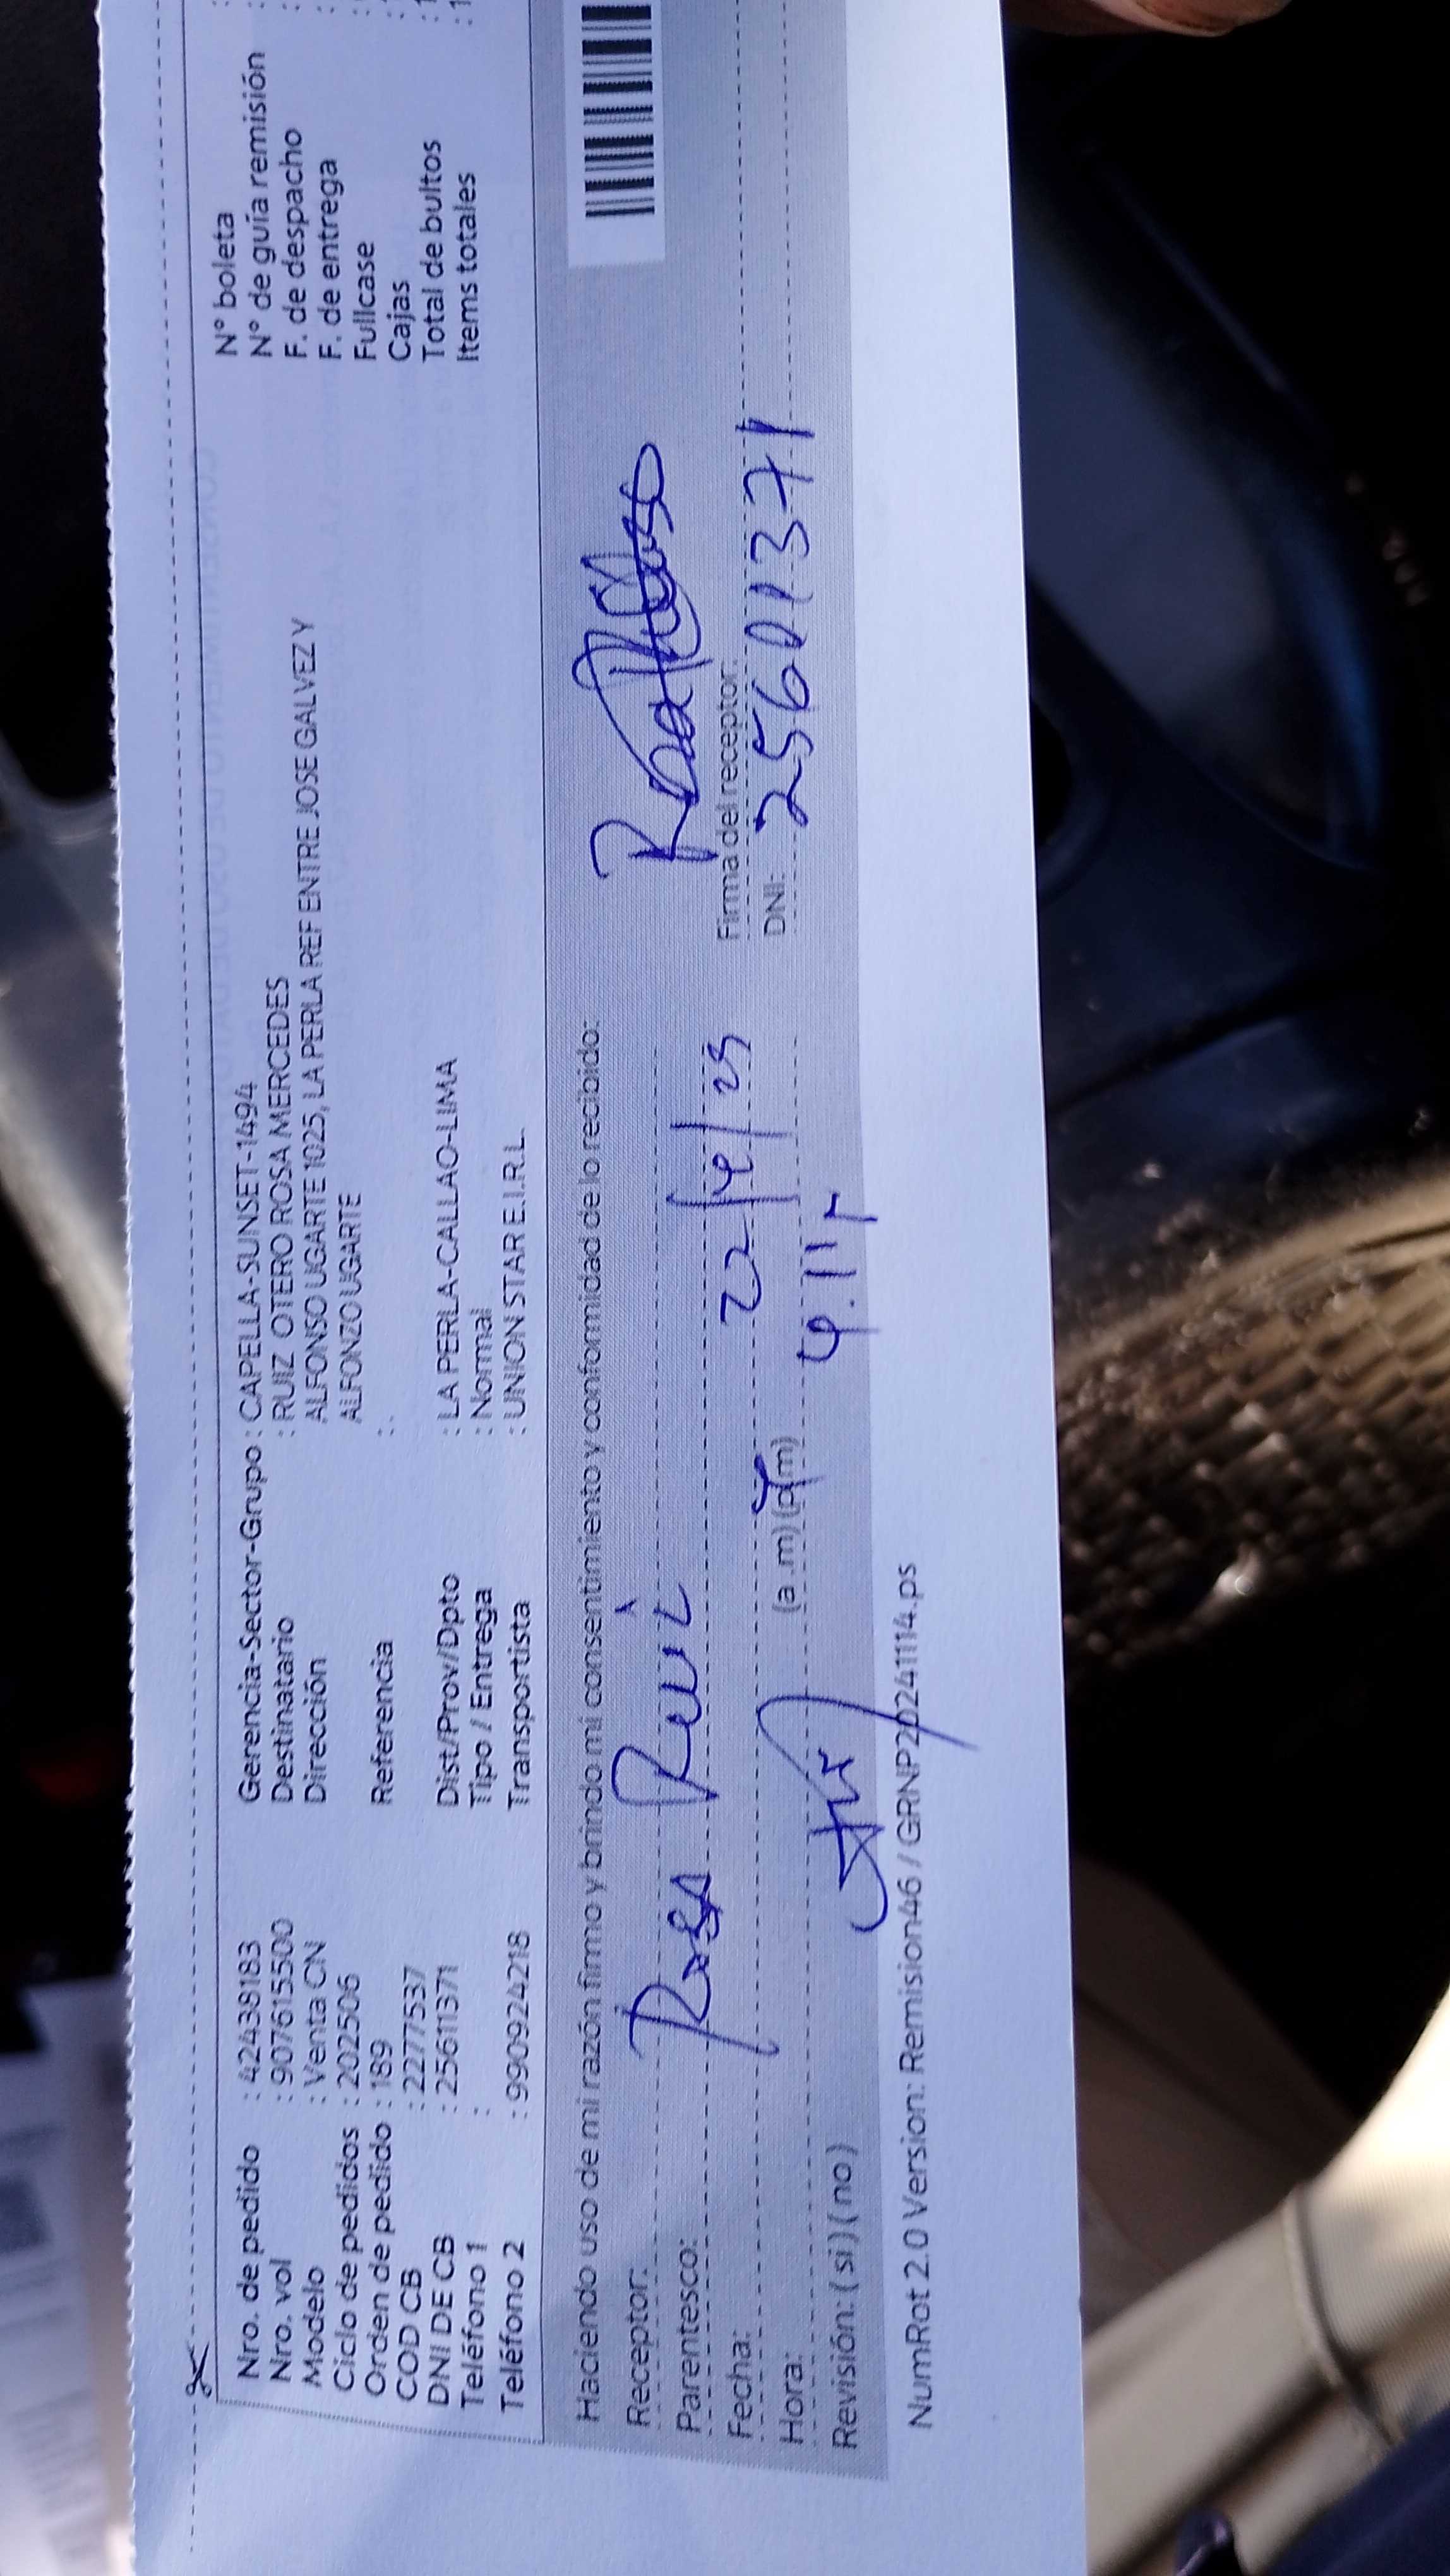 Nro. de pedido : 42438183
Nro. vol : 907615500
Modelo : Venta CN
Ciclo de pedidos : 202506
Orden de pedido : 189
COD CB : 2277537
DNI DE CB : 25611371
Teléfono 1 :
Teléfono 2 : 990924218
Gerencia-Sector-Grupo : CAPELLA-SUNSET-1494
Destinatario : RUIZ OTERO ROSA MERCEDES
Dirección ALFONSO UGARTE 1025, LA PERLA REF ENTRE JOSE GALVEZ Y
ALFONZO UGARTE
Referencia : .
Dist/Prov/Dpto : LA PERLA-CALLAO-LIMA
Tipo / Entrega : Normal
Transportista : UNION STAR E.I.R.L.
N° boleta :
N° de guía remisión :
F. de despacho :
F. de entrega :
Fullcase :
Cajas :
Total de bultos : 1
Items totales : 1
Haciendo uso de mi razón firmo y brindo mi consentimiento y conformidad de lo recibido:
Receptor: Rosa Ruiz
Parentesco:
Fecha: 22/4/25
Hora: (a .m) (p.m)
Revisión: ( si ) ( no )
Firma del receptor:
DNI: 25601371
NumRot 2.0 Version: Remision46 / GRNP20241114.ps